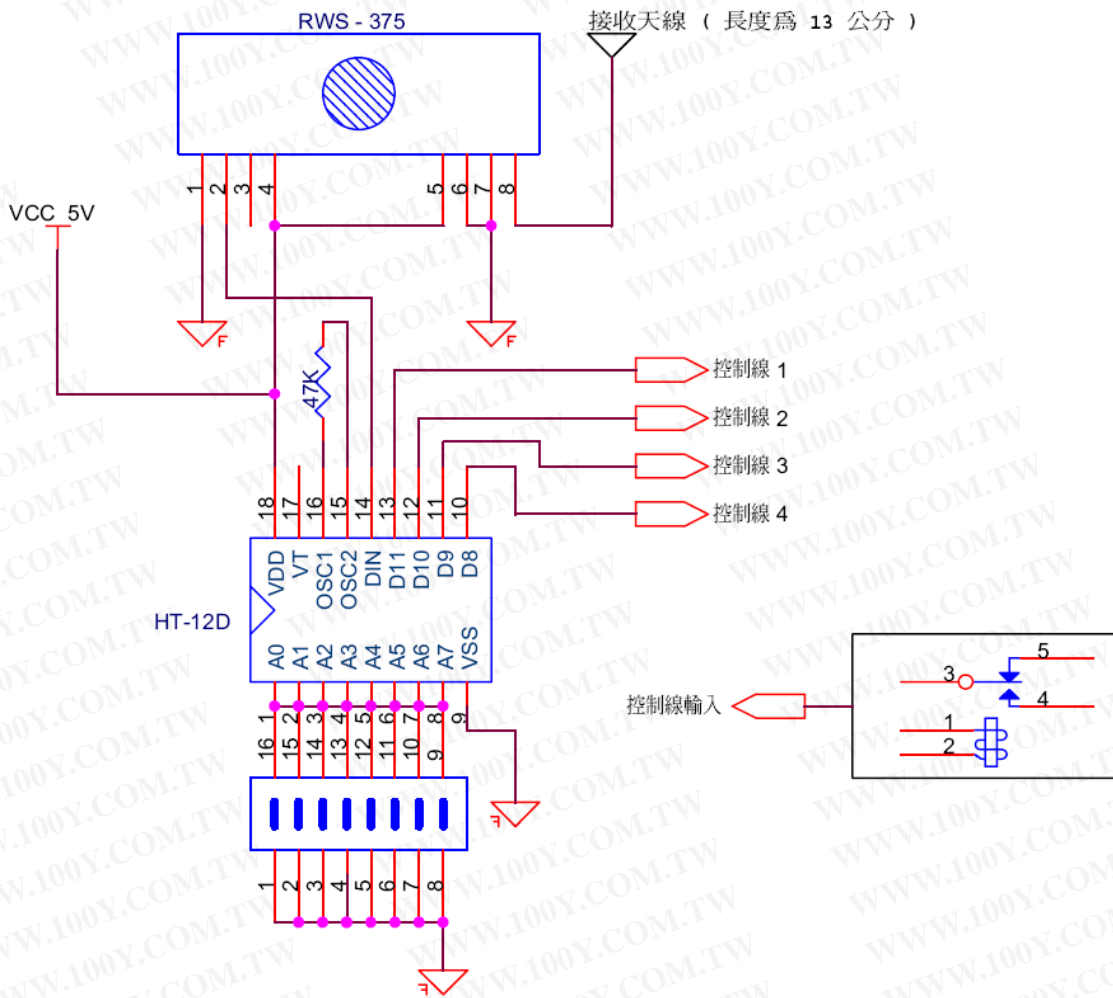 RWS - 375
接收天線 ( 長度爲 13 公分 )
1 2 3 4 5 6 7 8
VCC 5V
F F
47K
控制線 1
控制線 2
控制線 3
控制線 4
18 17 16 15 14 13 12 11 10
VDD VT OSC1 OSC2 DIN D11 D10 D9 D8
HT-12D
A0 A1 A2 A3 A4 A5 A6 A7 VSS
1 2 3 4 5 6 7 8 9
16 15 14 13 12 11 10 9
F
1 2 3 4 5 6 7 8
F
控制線輸入
3 5
4
1
2
WWW.100Y.COM.TW